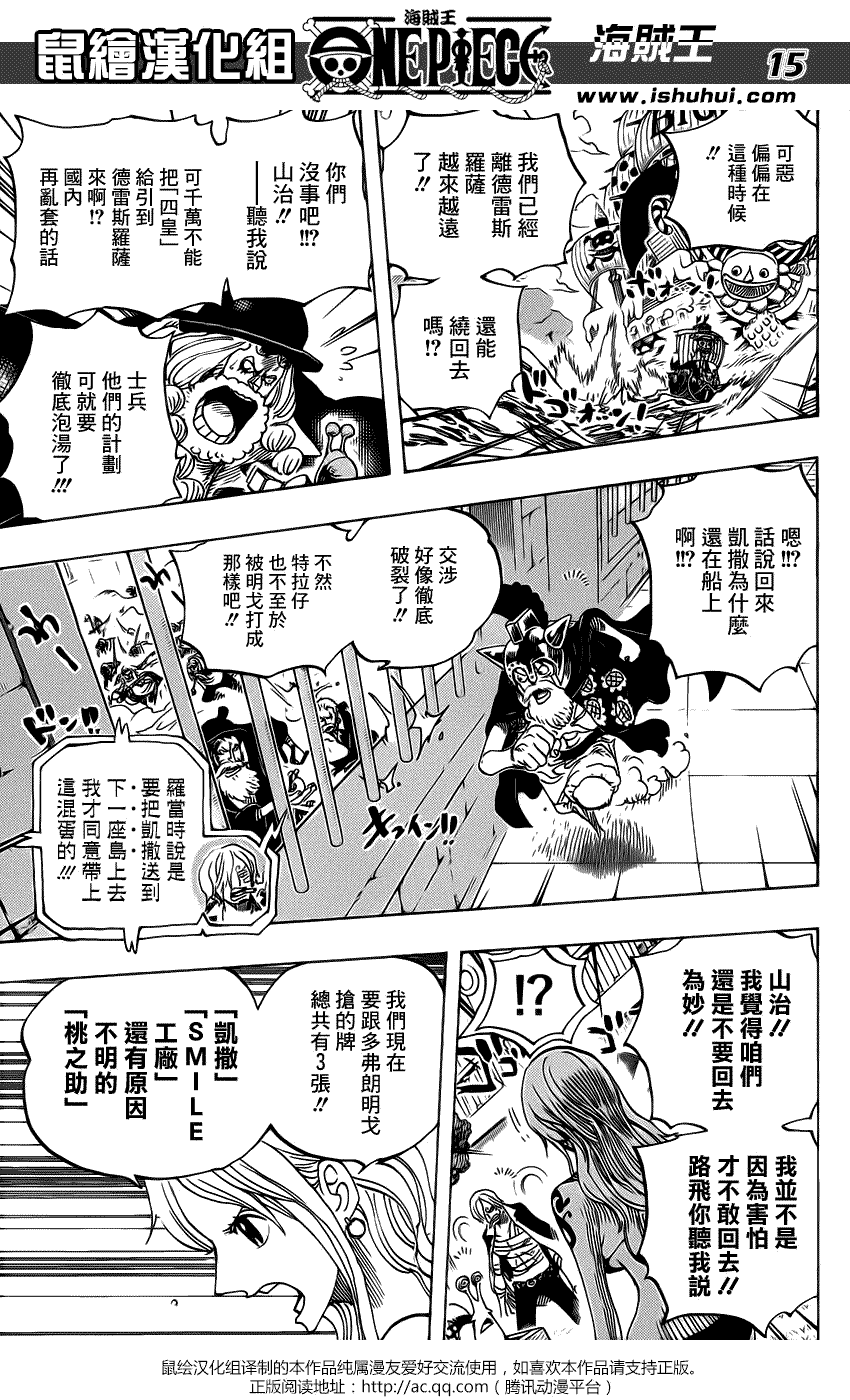 鼠繪漢化組
海賊王
ONE PIECE
海賊王
15
www.ishuhui.com
可惡
偏偏在
這種時候
!!
我們已經
離德雷斯
羅薩
越來越遠
了!!
還能
繞回去
嗎!?
你們
沒事吧!!?
山治!!
——聽我說
可千萬不能
把「四皇」
給引到
德雷斯羅薩
來啊!?
國內
再亂套的話
士兵
他們的計劃
可就要
徹底泡湯了!!!
嗯!!?
話說回來
凱撒為什麼
還在船上
啊!!?
交涉
好像徹底
破裂了!!
不然
特拉仔
也不至於
被明戈打成
那樣吧!!
羅當時說是
要把凱撒送到
下一座島上去
我才同意帶上
這混蛋的!!!
山治!!
我覺得咱們
還是不要回去
為妙!!
!?
我並不是
因為害怕
才不敢回去!!
路飛你聽我說
我們現在
要跟多弗朗明戈
搶的牌
總共有3張!!
「凱撒」
「SMILE
工廠」
還有原因
不明的
「桃之助」
鼠绘汉化组译制的本作品纯属漫友爱好交流使用，如喜欢本作品请支持正版。
正版阅读地址：http://ac.qq.com（腾讯动漫平台）